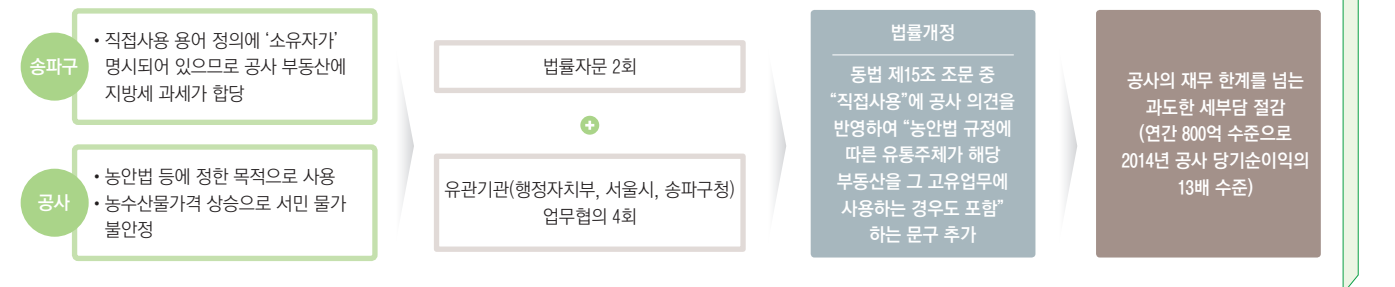 송파구
• 직접사용 용어 정의에 ‘소유자가’
명시되어 있으므로 공사 부동산에
지방세 과세가 합당
공사
• 농안법 등에 정한 목적으로 사용
• 농수산물가격 상승으로 서민 물가
불안정
법률자문 2회
+
유관기관(행정자치부, 서울시, 송파구청)
업무협의 4회
법률개정
동법 제15조 조문 중
“직접사용”에 공사 의견을
반영하여 “농안법 규정에
따른 유통주체가 해당
부동산을 그 고유업무에
사용하는 경우도 포함”
하는 문구 추가
공사의 재무 한계를 넘는
과도한 세부담 절감
(연간 800억 수준으로
2014년 공사 당기순이익의
13배 수준)